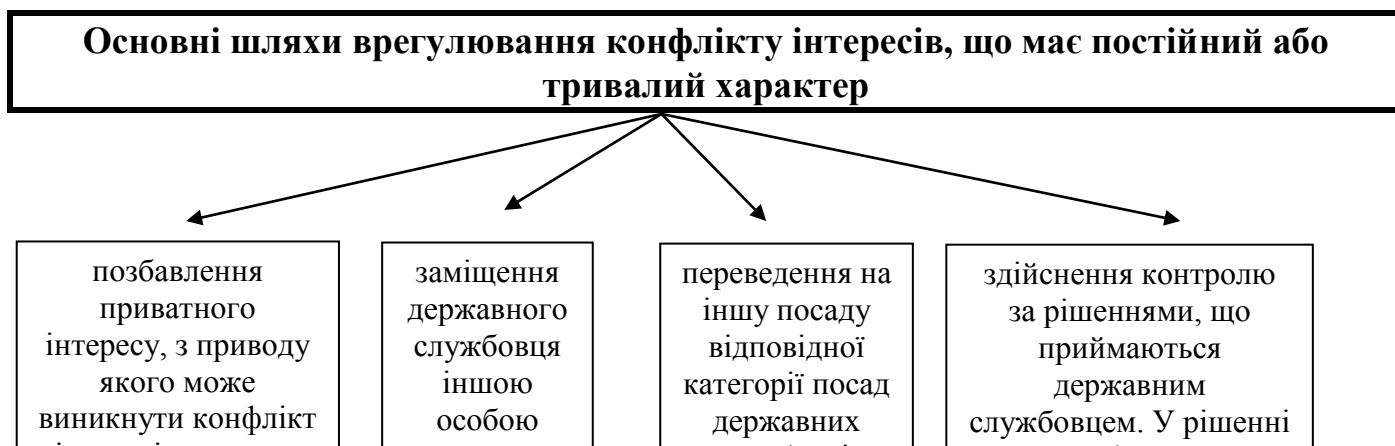 Основні шляхи врегулювання конфлікту інтересів, що має постійний або
тривалий характер
позбавлення
приватного
інтересу, з приводу
якого може
виникнути конфлікт
заміщення
державного
службовця
іншою
особою
переведення на
іншу посаду
відповідної
категорії посад
державних
здійснення контролю
за рішеннями, що
приймаються
державним
службовцем. У рішенні